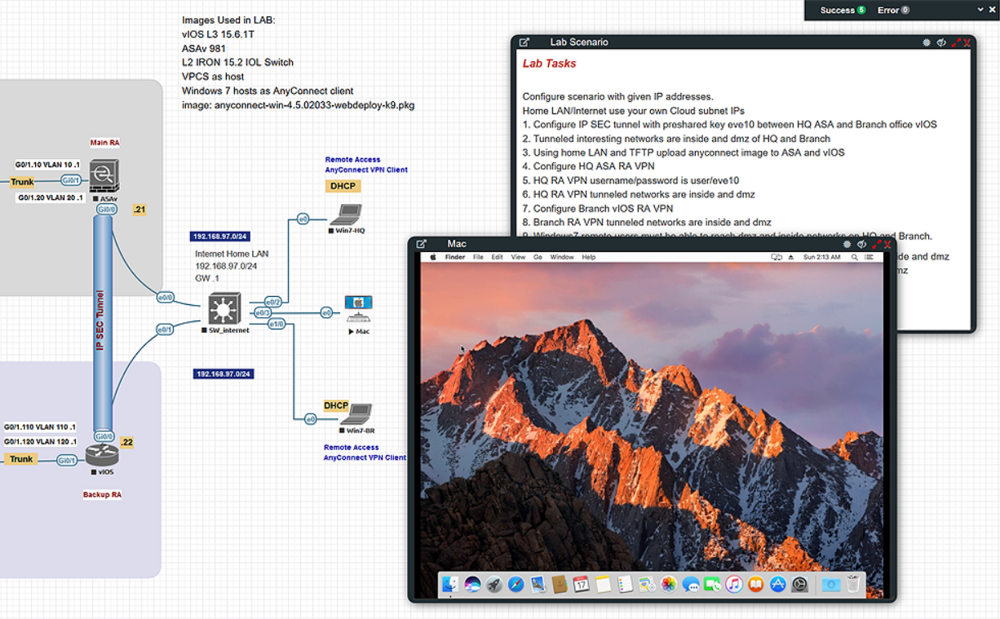 Success 5 Error 0
Images Used in LAB:
vIOS L3 15.6.1T
ASAv 981
L2 IRON 15.2 IOL Switch
VPCS as host
Windows 7 hosts as AnyConnect client
image: anyconnect-win-4.5.02033-webdeploy-k9.pkg
Lab Scenario
Lab Tasks
Configure scenario with given IP addresses.
Home LAN/Internet use your own Cloud subnet IPs
1. Configure IP SEC tunnel with preshared key eve10 between HQ ASA and Branch office vIOS
2. Tunneled interesting networks are inside and dmz of HQ and Branch
3. Using home LAN and TFTP upload anyconnect image to ASA and vIOS
4. Configure HQ ASA RA VPN
5. HQ RA VPN username/password is user/eve10
6. HQ RA VPN tunneled networks are inside and dmz
7. Configure Branch vIOS RA VPN
8. Branch RA VPN tunneled networks are inside and dmz
9. Windows7 remote users must be able to reach dmz and inside networks on HQ and Branch.
de and dmz
mz
Main RA
G0/1.10 VLAN 10 .1
Trunk
Gi0/1
G0/1.20 VLAN 20 .1
ASAv
Gi0/0
.21
IP SEC Tunnel
Remote Access
AnyConnect VPN Client
DHCP
e0
Win7-HQ
192.168.97.0/24
Internet Home LAN
192.168.97.0/24
GW .1
e0/0
e0/2
e0/3
e0
e0/1
e1/0
SW_internet
Mac
192.168.97.0/24
DHCP
e0
Win7-BR
Remote Access
AnyConnect VPN Client
G0/1.110 VLAN 110 .1
G0/1.120 VLAN 120 .1
Trunk
Gi0/1
Gi0/0
.22
vIOS
Backup RA
Mac
Finder File Edit View Go Window Help
Sun 2:13 AM
17